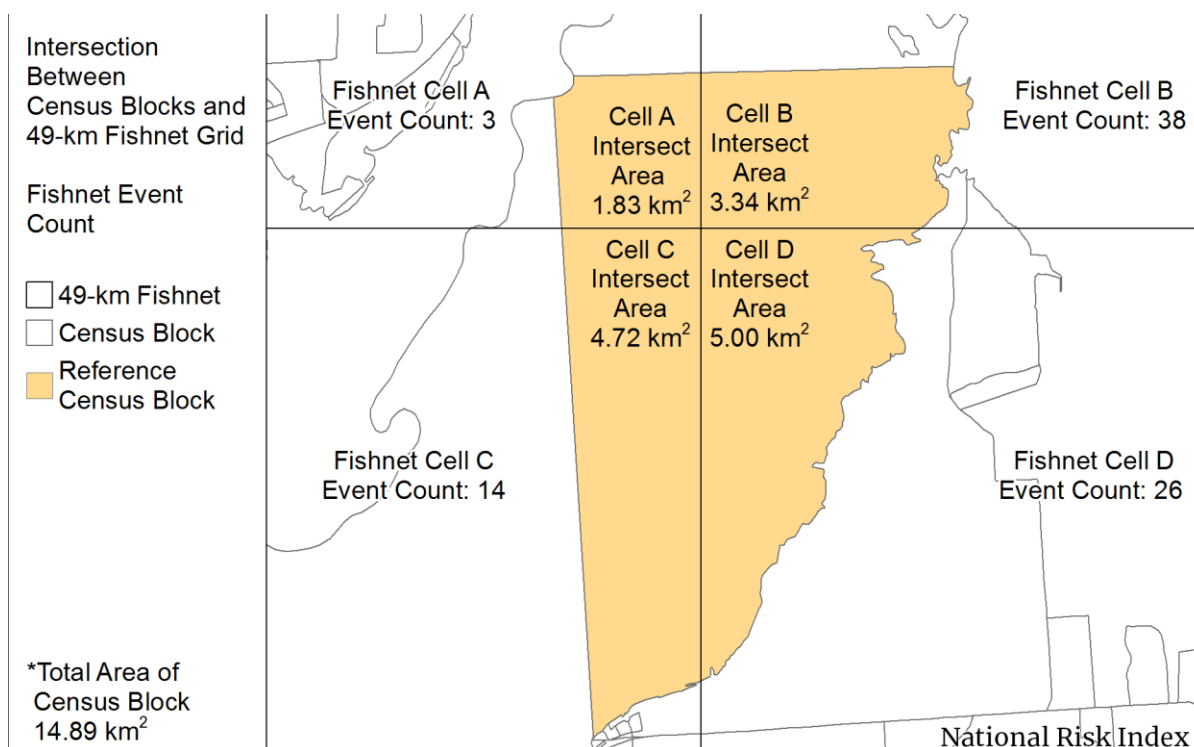 Intersection
Between
Census Blocks and
49-km Fishnet Grid
Fishnet Event
Count
49-km Fishnet
Census Block
Reference
Census Block
*Total Area of
Census Block
14.89 km²
Fishnet Cell A
Event Count: 3
Cell A
Intersect
Area
1.83 km²
Cell B
Intersect
Area
3.34 km²
Fishnet Cell B
Event Count: 38
Cell C
Intersect
Area
4.72 km²
Cell D
Intersect
Area
5.00 km²
Fishnet Cell C
Event Count: 14
Fishnet Cell D
Event Count: 26
National Risk Index